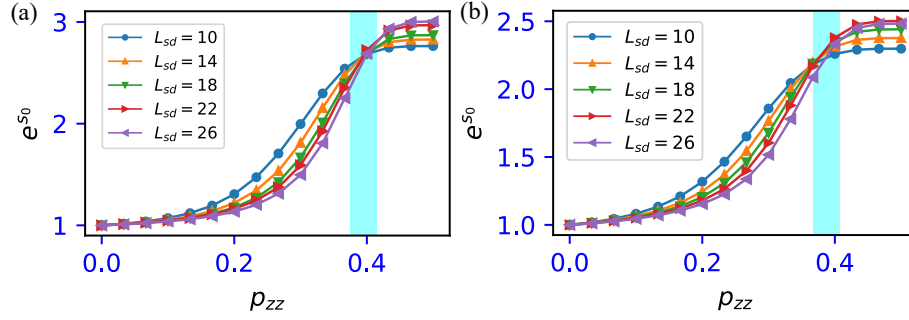 (a)
3
2
1
e^{s_0}
L_{sd} = 10
L_{sd} = 14
L_{sd} = 18
L_{sd} = 22
L_{sd} = 26
0.0 0.2 0.4
p_{zz}
(b)
2.5
2.0
1.5
1.0
e^{s_0}
L_{sd} = 10
L_{sd} = 14
L_{sd} = 18
L_{sd} = 22
L_{sd} = 26
0.0 0.2 0.4
p_{zz}